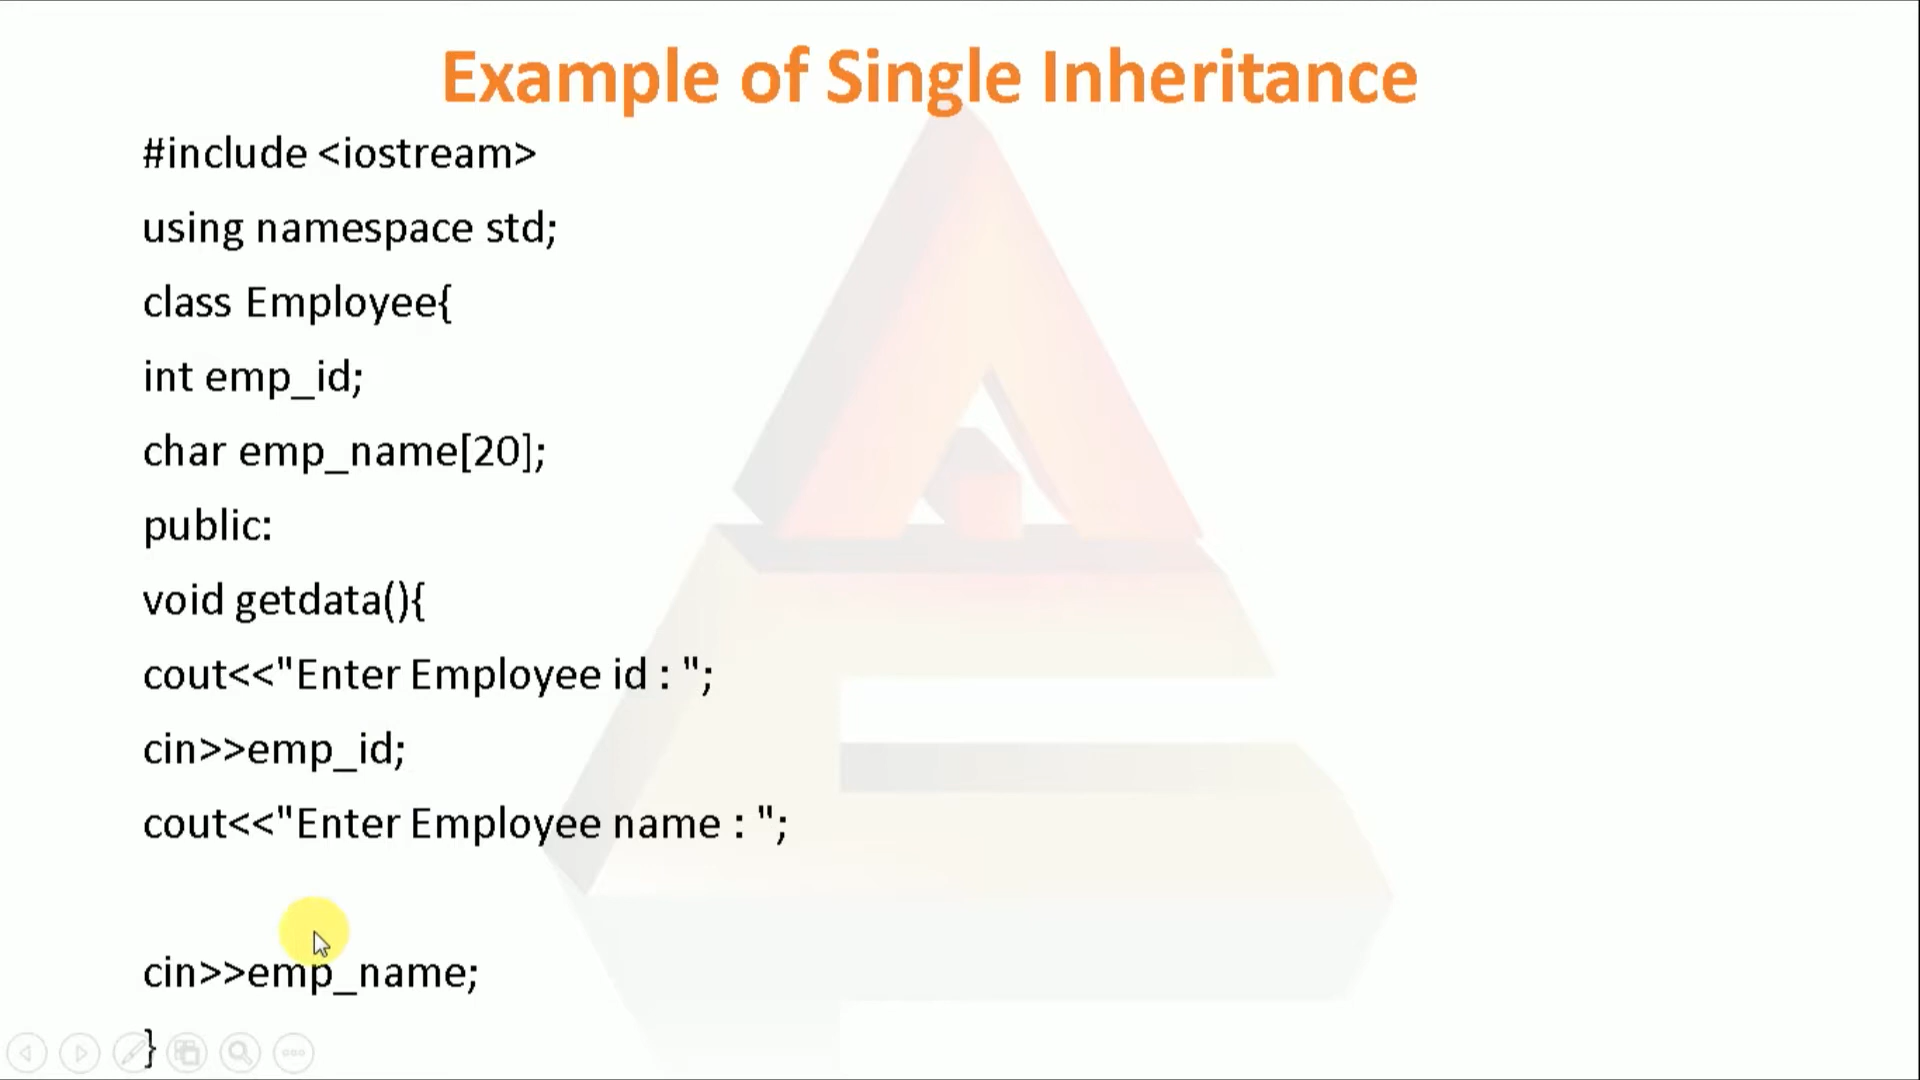 Example of Single Inheritance
#include <iostream>
using namespace std;
class Employee{
int emp_id;
char emp_name[20];
public:
void getdata(){
cout<<"Enter Employee id : ";
cin>>emp_id;
cout<<"Enter Employee name : ";
cin>>emp_name;
}